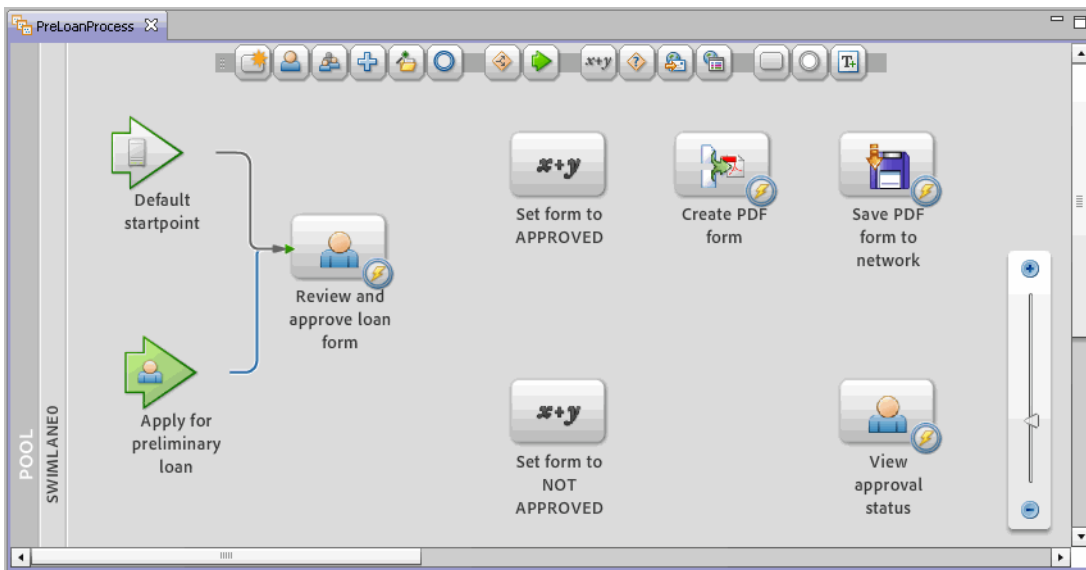 PreLoanProcess
x+y
?
T+
Default
startpoint
x+y
Set form to
APPROVED
Create PDF
form
Save PDF
form to
network
Review and
approve loan
form
Apply for
preliminary
loan
x+y
Set form to
NOT
APPROVED
View
approval
status
POOL
SWIMLANE0